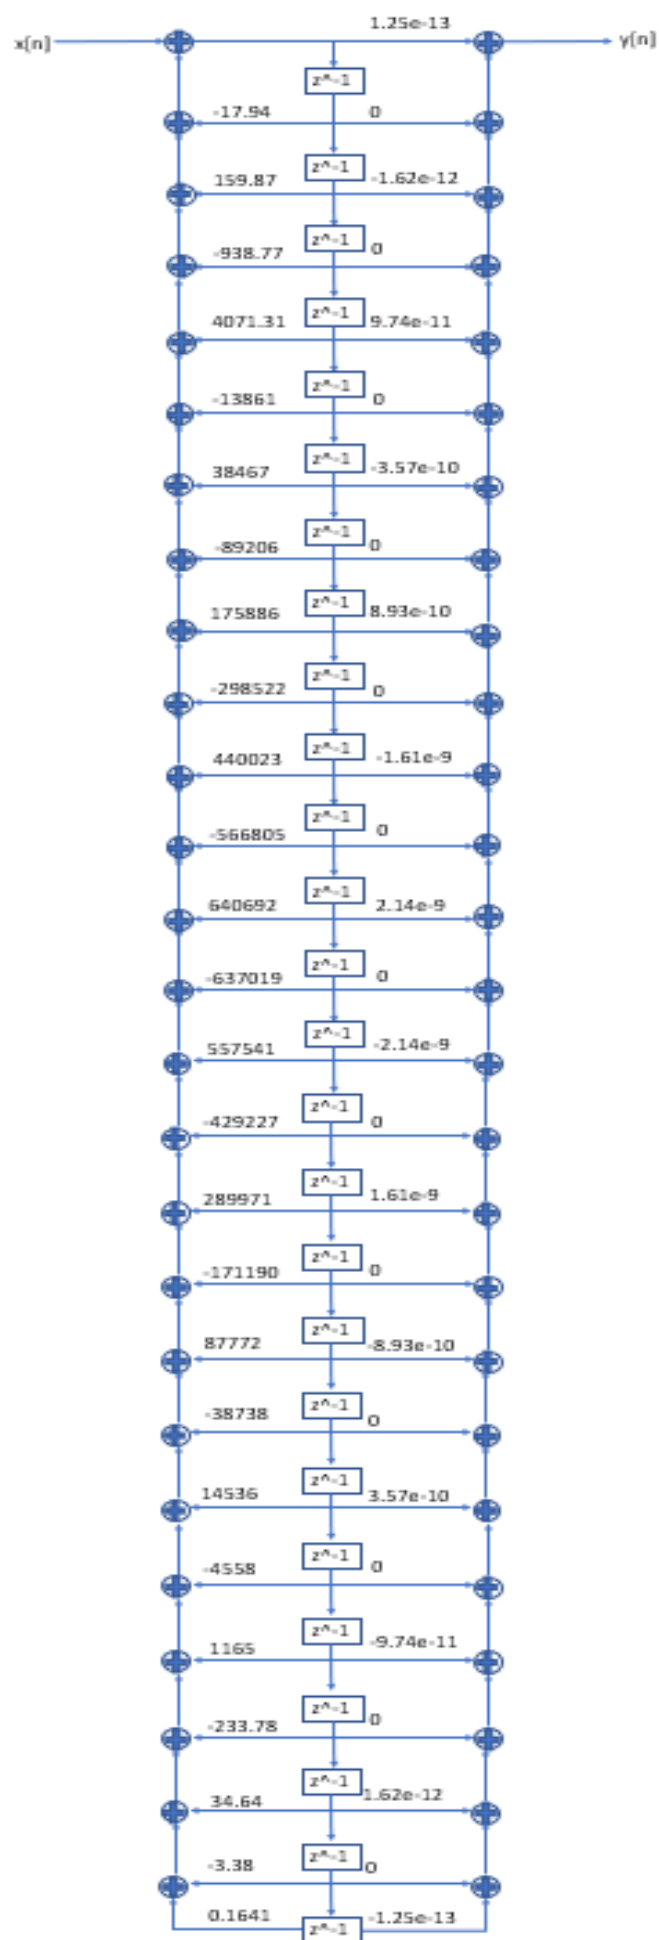 1.25e-13
x[n] y[n]
z^-1
-17.94 0
z^-1
159.87 -1.62e-12
z^-1
-938.77 0
z^-1
4071.31 9.74e-11
z^-1
-13861 0
z^-1
38467 -3.57e-10
z^-1
-89206 0
z^-1
175886 8.93e-10
z^-1
-298522 0
z^-1
440023 -1.61e-9
z^-1
-566805 0
z^-1
640692 2.14e-9
z^-1
-637019 0
z^-1
557541 -2.14e-9
z^-1
-429227 0
z^-1
289971 1.61e-9
z^-1
-171190 0
z^-1
87772 -8.93e-10
z^-1
-38738 0
z^-1
14536 3.57e-10
z^-1
-4558 0
z^-1
1165 -9.74e-11
z^-1
-233.78 0
z^-1
34.64 1.62e-12
z^-1
-3.38 0
0.1641 z^-1 -1.25e-13